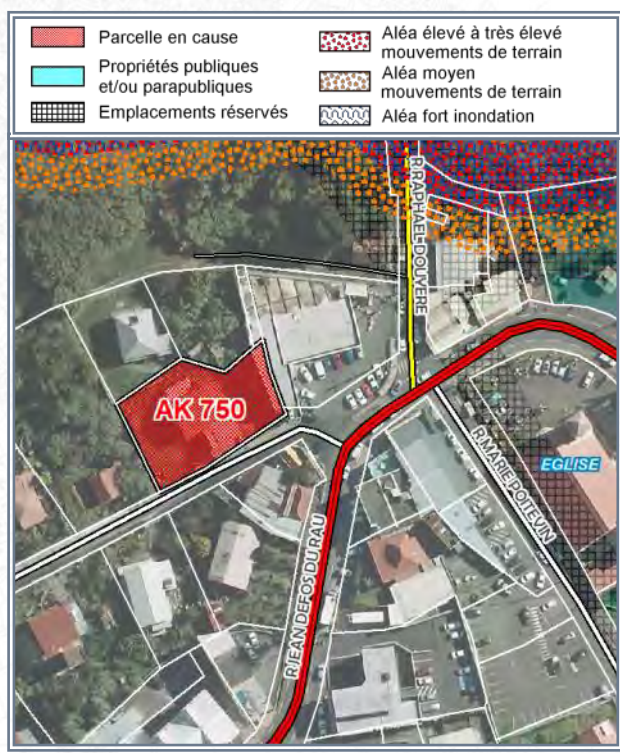 Parcelle en cause
Propriétés publiques
et/ou parapubliques
Emplacements réservés
Aléa élevé à très élevé
mouvements de terrain
Aléa moyen
mouvements de terrain
Aléa fort inondation
R RAPHAEL DOUYERE
AK 750
EGLISE
R MARIE POITEVIN
R JEAN DEFOS DU RAU